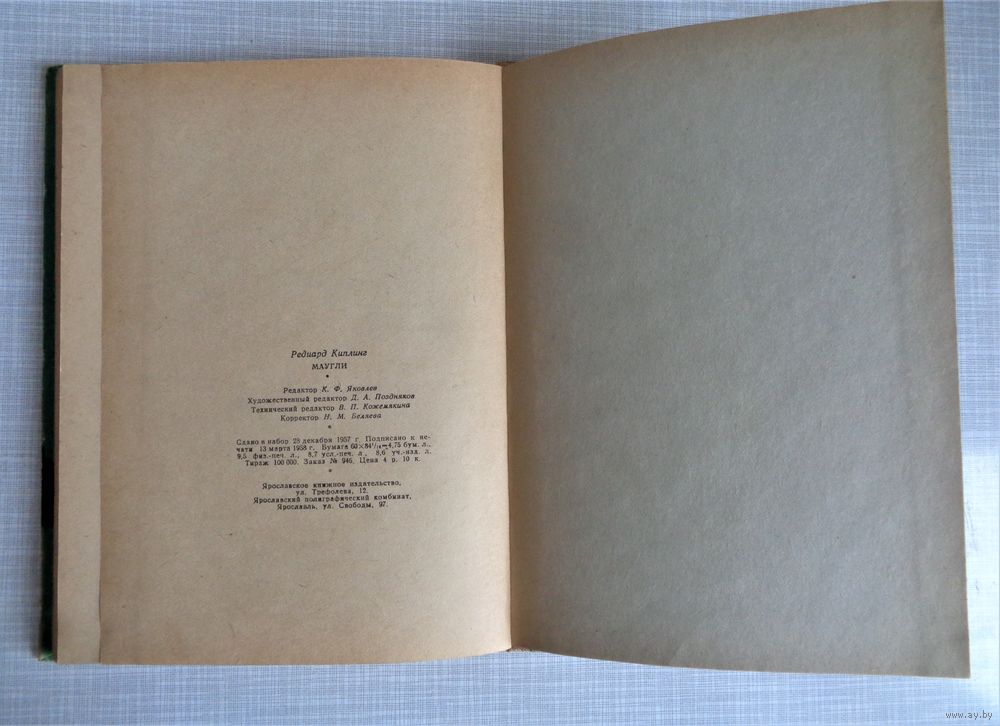 Редиард Киплинг
МАУГЛИ
*
Редактор К. Ф. Яковлев
Художественный редактор Д. А. Поздняков
Технический редактор В. П. Кожемякина
Корректор Н. М. Беляева
*
Сдано в набор 28 декабря 1957 г. Подписано к пе-
чати 13 марта 1958 г. Бумага 60×84¹/₁₆=4,75 бум. л.,
9,5 физ.-печ. л., 8,7 усл.-печ. л., 8,6 уч.-изд. л.
Тираж 100 000. Заказ № 946. Цена 4 р. 10 к.
*
Ярославское книжное издательство,
ул. Трефолева, 12.
Ярославский полиграфический комбинат,
Ярославль, ул. Свободы, 97.
www.ay.by